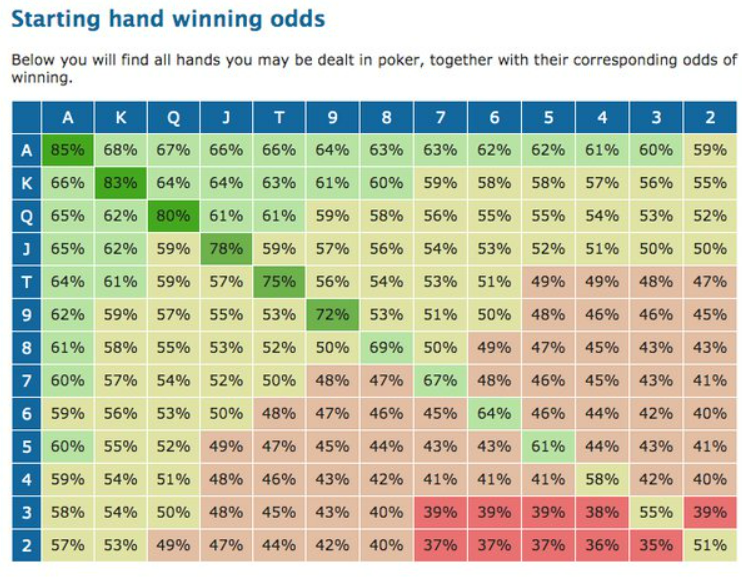 Starting hand winning odds
Below you will find all hands you may be dealt in poker, together with their corresponding odds of
winning.
A K Q J T 9 8 7 6 5 4 3 2
A 85% 68% 67% 66% 66% 64% 63% 63% 62% 62% 61% 60% 59%
K 66% 83% 64% 64% 63% 61% 60% 59% 58% 58% 57% 56% 55%
Q 65% 62% 80% 61% 61% 59% 58% 56% 55% 55% 54% 53% 52%
J 65% 62% 59% 78% 59% 57% 56% 54% 53% 52% 51% 50% 50%
T 64% 61% 59% 57% 75% 56% 54% 53% 51% 49% 49% 48% 47%
9 62% 59% 57% 55% 53% 72% 53% 51% 50% 48% 46% 46% 45%
8 61% 58% 55% 53% 52% 50% 69% 50% 49% 47% 45% 43% 43%
7 60% 57% 54% 52% 50% 48% 47% 67% 48% 46% 45% 43% 41%
6 59% 56% 53% 50% 48% 47% 46% 45% 64% 46% 44% 42% 40%
5 60% 55% 52% 49% 47% 45% 44% 43% 43% 61% 44% 43% 41%
4 59% 54% 51% 48% 46% 43% 42% 41% 41% 41% 58% 42% 40%
3 58% 54% 50% 48% 45% 43% 40% 39% 39% 39% 38% 55% 39%
2 57% 53% 49% 47% 44% 42% 40% 37% 37% 37% 36% 35% 51%